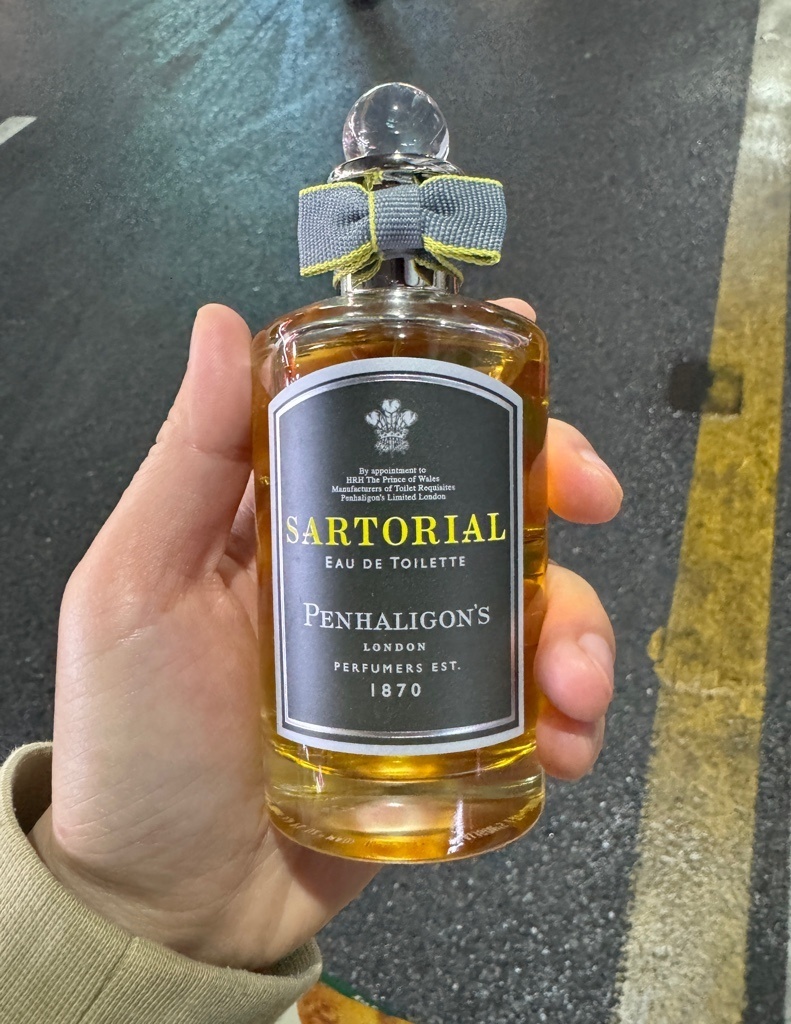 By appointment to
HRH The Prince of Wales
Manufacturers of Toilet Requisites
Penhaligon's Limited London
SARTORIAL
EAU DE TOILETTE
PENHALIGON'S
LONDON
PERFUMERS EST.
1870